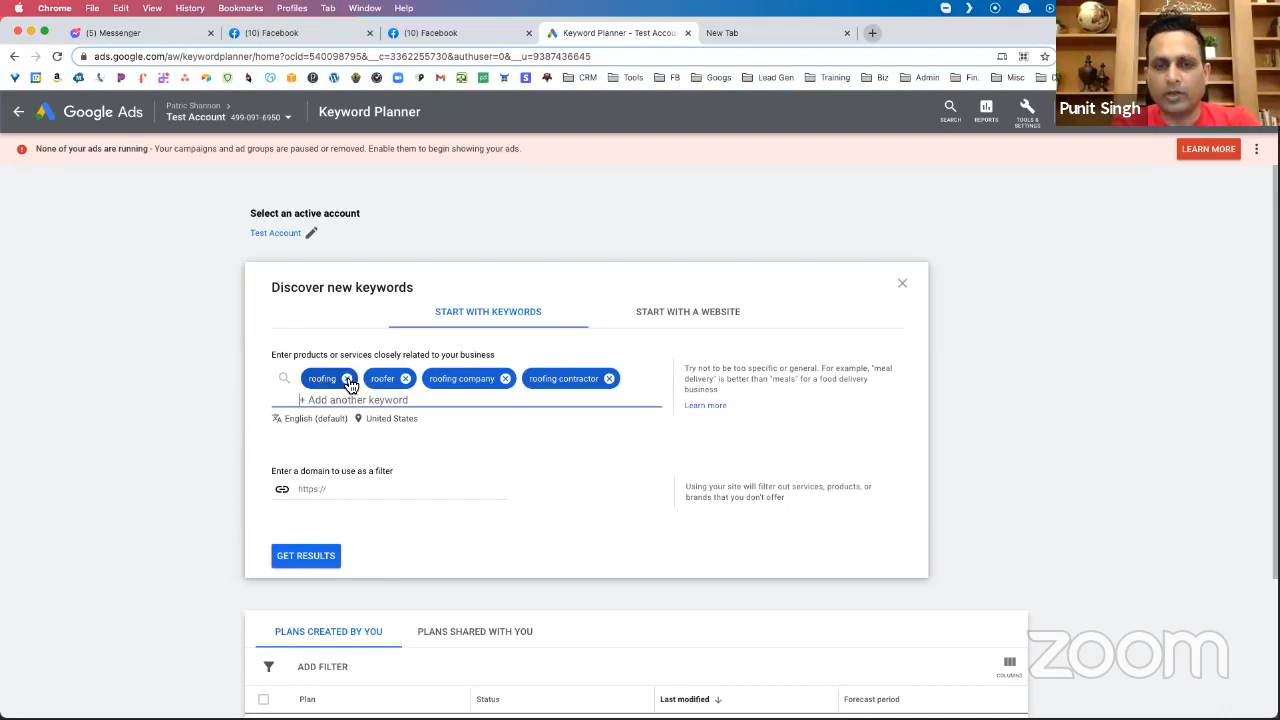 Chrome File Edit View History Bookmarks Profiles Tab Window Help
(5) Messenger (10) Facebook (10) Facebook Keyword Planner - Test Accoun New Tab
ads.google.com/aw/keywordplanner/home?ocid=540098795&__c=3362255730&authuser=0&__u=9387436645
CRM Tools FB Googs Lead Gen Training Biz Admin Fin. Misc
Punit Singh
Google Ads
Patric Shannon
Test Account 499-091-6950
Keyword Planner
SEARCH REPORTS TOOLS & SETTINGS
None of your ads are running - Your campaigns and ad groups are paused or removed. Enable them to begin showing your ads.
LEARN MORE
Select an active account
Test Account
Discover new keywords
START WITH KEYWORDS START WITH A WEBSITE
Enter products or services closely related to your business
roofing roofer roofing company roofing contractor
+ Add another keyword
English (default) United States
Try not to be too specific or general. For example, "meal
delivery" is better than "meals" for a food delivery
business
Learn more
Enter a domain to use as a filter
https://
Using your site will filter out services, products, or
brands that you don't offer
GET RESULTS
PLANS CREATED BY YOU PLANS SHARED WITH YOU
ADD FILTER
COLUMNS
Plan Status Last modified Forecast period
zoom